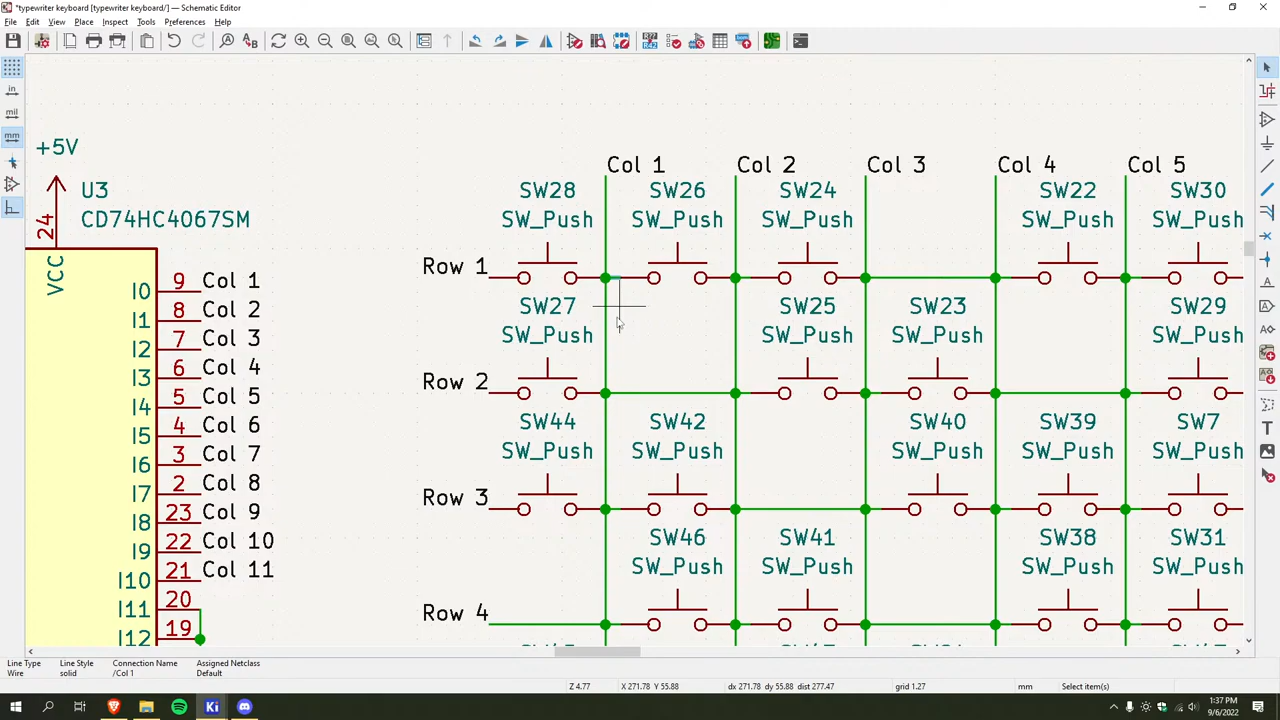 *typewriter keyboard [typewriter keyboard/] — Schematic Editor
File Edit View Place Inspect Tools Preferences Help
in
mil
mm
+5V
24
U3
CD74HC4067SM
VCC
I0 9 Col 1
I1 8 Col 2
I2 7 Col 3
I3 6 Col 4
I4 5 Col 5
I5 4 Col 6
I6 3 Col 7
I7 2 Col 8
I8 23 Col 9
I9 22 Col 10
I10 21 Col 11
I11 20
I12 19
Col 1 Col 2 Col 3 Col 4 Col 5
SW28 SW26 SW24 SW22 SW30
SW_Push SW_Push SW_Push SW_Push SW_Push
Row 1
SW27 SW25 SW23 SW29
SW_Push SW_Push SW_Push SW_Push
Row 2
SW44 SW42 SW40 SW39 SW7
SW_Push SW_Push SW_Push SW_Push SW_Push
Row 3
SW46 SW41 SW38 SW31
SW_Push SW_Push SW_Push SW_Push
Row 4
Line Type Line Style Connection Name Assigned Netclass
Wire solid /Col 1 Default
Z 4.77 X 271.78 Y 55.88 dx 271.78 dy 55.88 dist 277.47 grid 1.27 mm Select item(s)
Ki
1:37 PM
9/6/2022